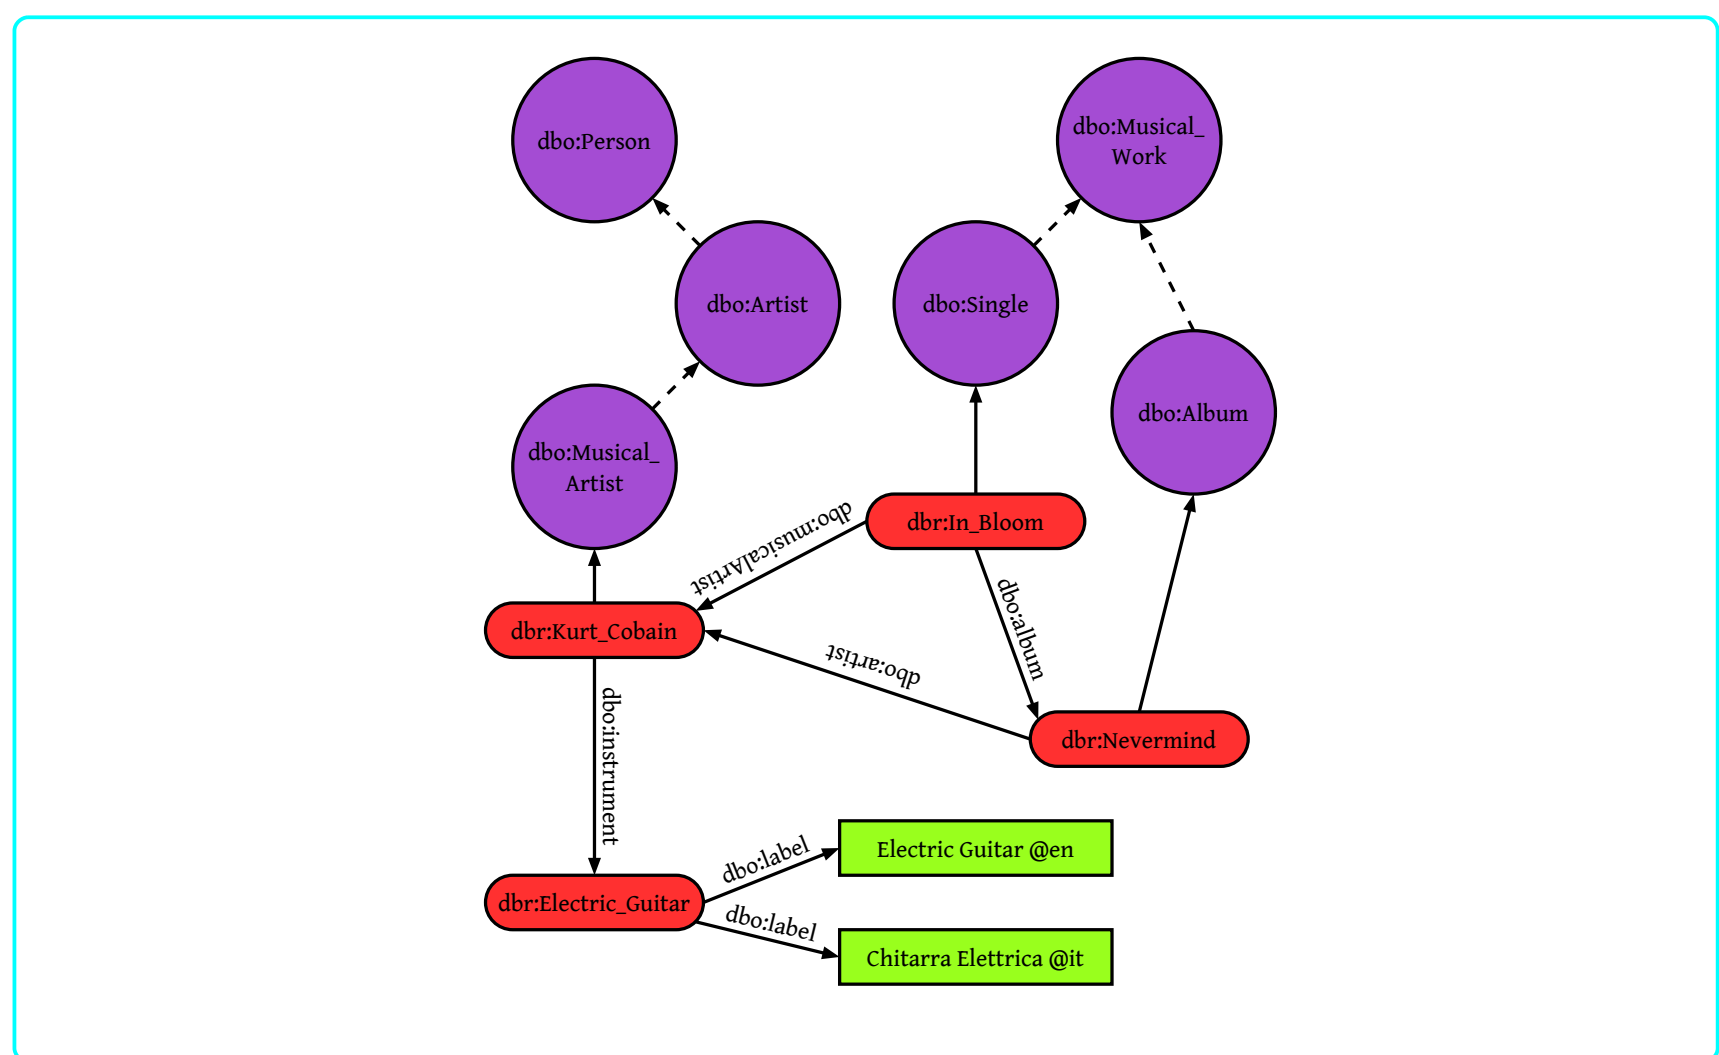 dbo:Person
dbo:Musical_
Work
dbo:Artist
dbo:Single
dbo:Album
dbo:Musical_
Artist
dbr:In_Bloom
dbo:musicalArtist
dbo:album
dbr:Kurt_Cobain
dbo:artist
dbo:instrument
dbr:Nevermind
dbo:label
Electric Guitar @en
dbr:Electric_Guitar
dbo:label
Chitarra Elettrica @it